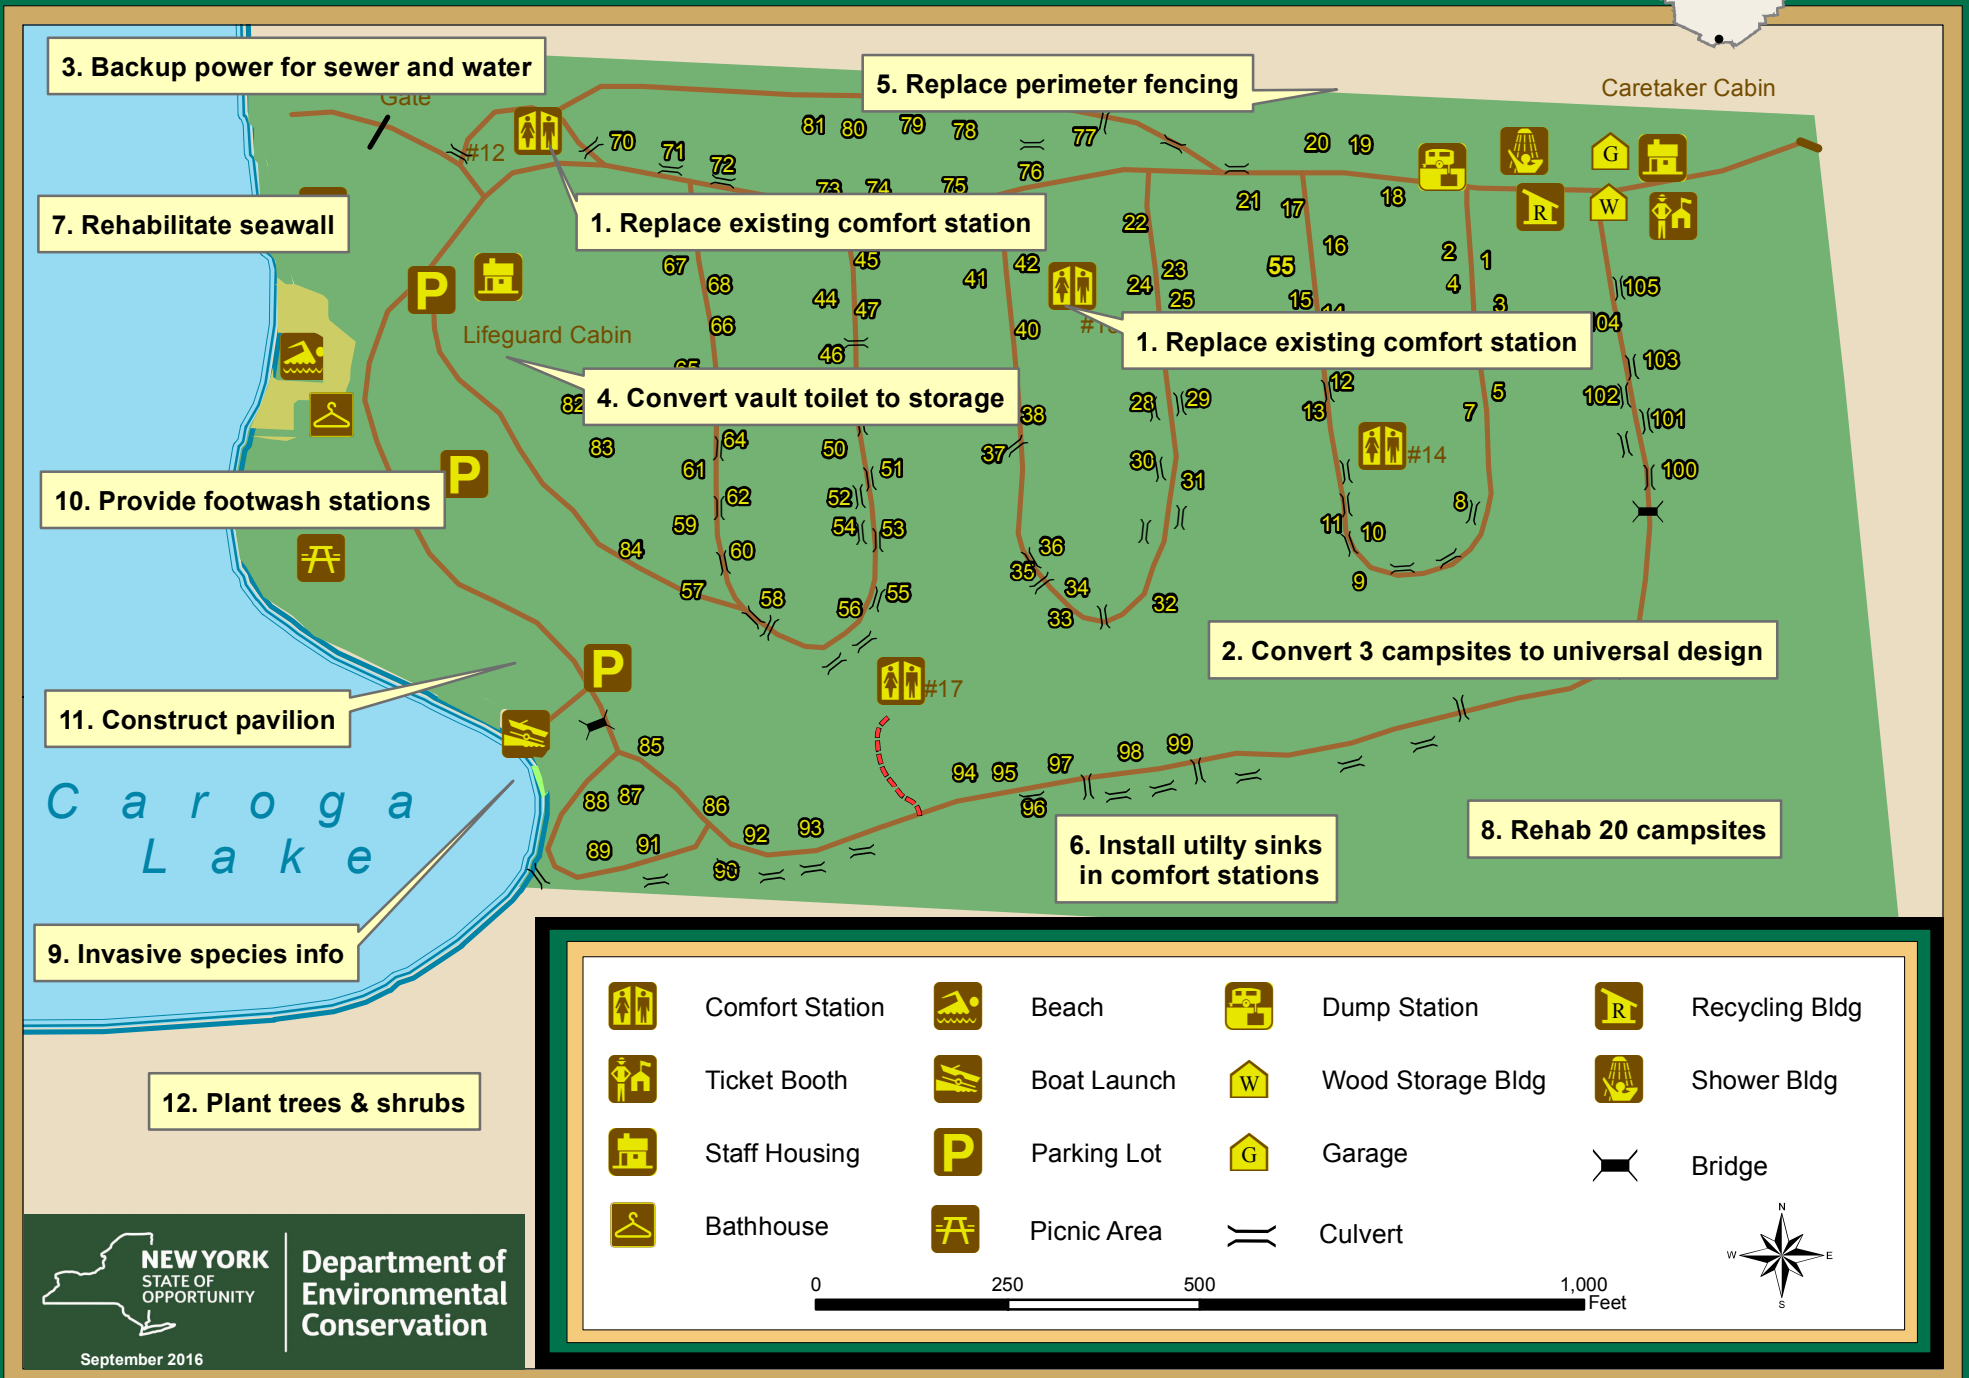 3. Backup power for sewer and water
5. Replace perimeter fencing
Caretaker Cabin
Gate
#12
7. Rehabilitate seawall
1. Replace existing comfort station
Lifeguard Cabin
1. Replace existing comfort station
4. Convert vault toilet to storage
#14
10. Provide footwash stations
2. Convert 3 campsites to universal design
#17
11. Construct pavilion
Caroga
Lake
8. Rehab 20 campsites
6. Install utilty sinks
in comfort stations
9. Invasive species info
12. Plant trees & shrubs
81 80 79 78 77
70 71 72 76
73 74 75
20 19
18
21 17
22
16
55
2 1
4
3
67
68
66
45
44 47
46
41 42
40
23
24 25
15
105
103
102
101
100
82
83
64
61
62
59
60
84
57
58
50
51
52
54 53
55
56
38
37
36
35
34
33
32
28 29
30
31
12
13
11 10
9
5
7
8
P
P
P
G
W
R
85
88 87
86
89 91
92 93
90
94 95 97 98 99
96
Comfort Station
Beach
Dump Station
R
Recycling Bldg
Ticket Booth
Boat Launch
W
Wood Storage Bldg
Shower Bldg
Staff Housing
P
Parking Lot
G
Garage
Bridge
Bathhouse
Picnic Area
Culvert
0 250 500 1,000
Feet
N
W E
S
NEW YORK
STATE OF
OPPORTUNITY
Department of
Environmental
Conservation
September 2016